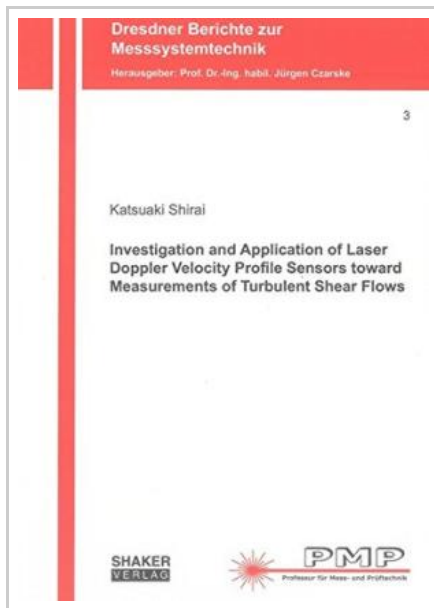 Dresdner Berichte zur
Messsystemtechnik
Herausgeber: Prof. Dr.-Ing. habil. Jürgen Czarske
3
Katsuaki Shirai
Investigation and Application of Laser
Doppler Velocity Profile Sensors toward
Measurements of Turbulent Shear Flows
SHAKER
VERLAG
PMP
Professur für Mess- und Prüftechnik